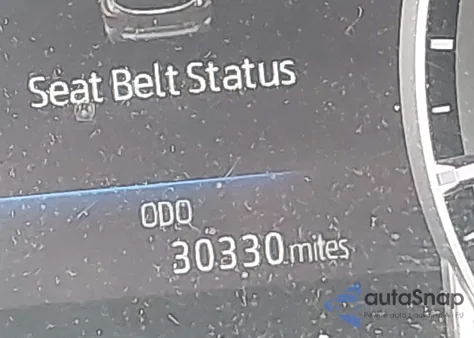 Seat Belt Status
ODO
30330 miles
autoSnap